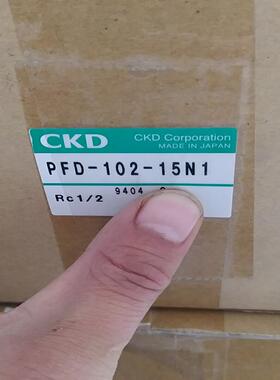 CKD
CKD Corporation
MADE IN JAPAN
PFD-102-15N1
9404
Rc1/2